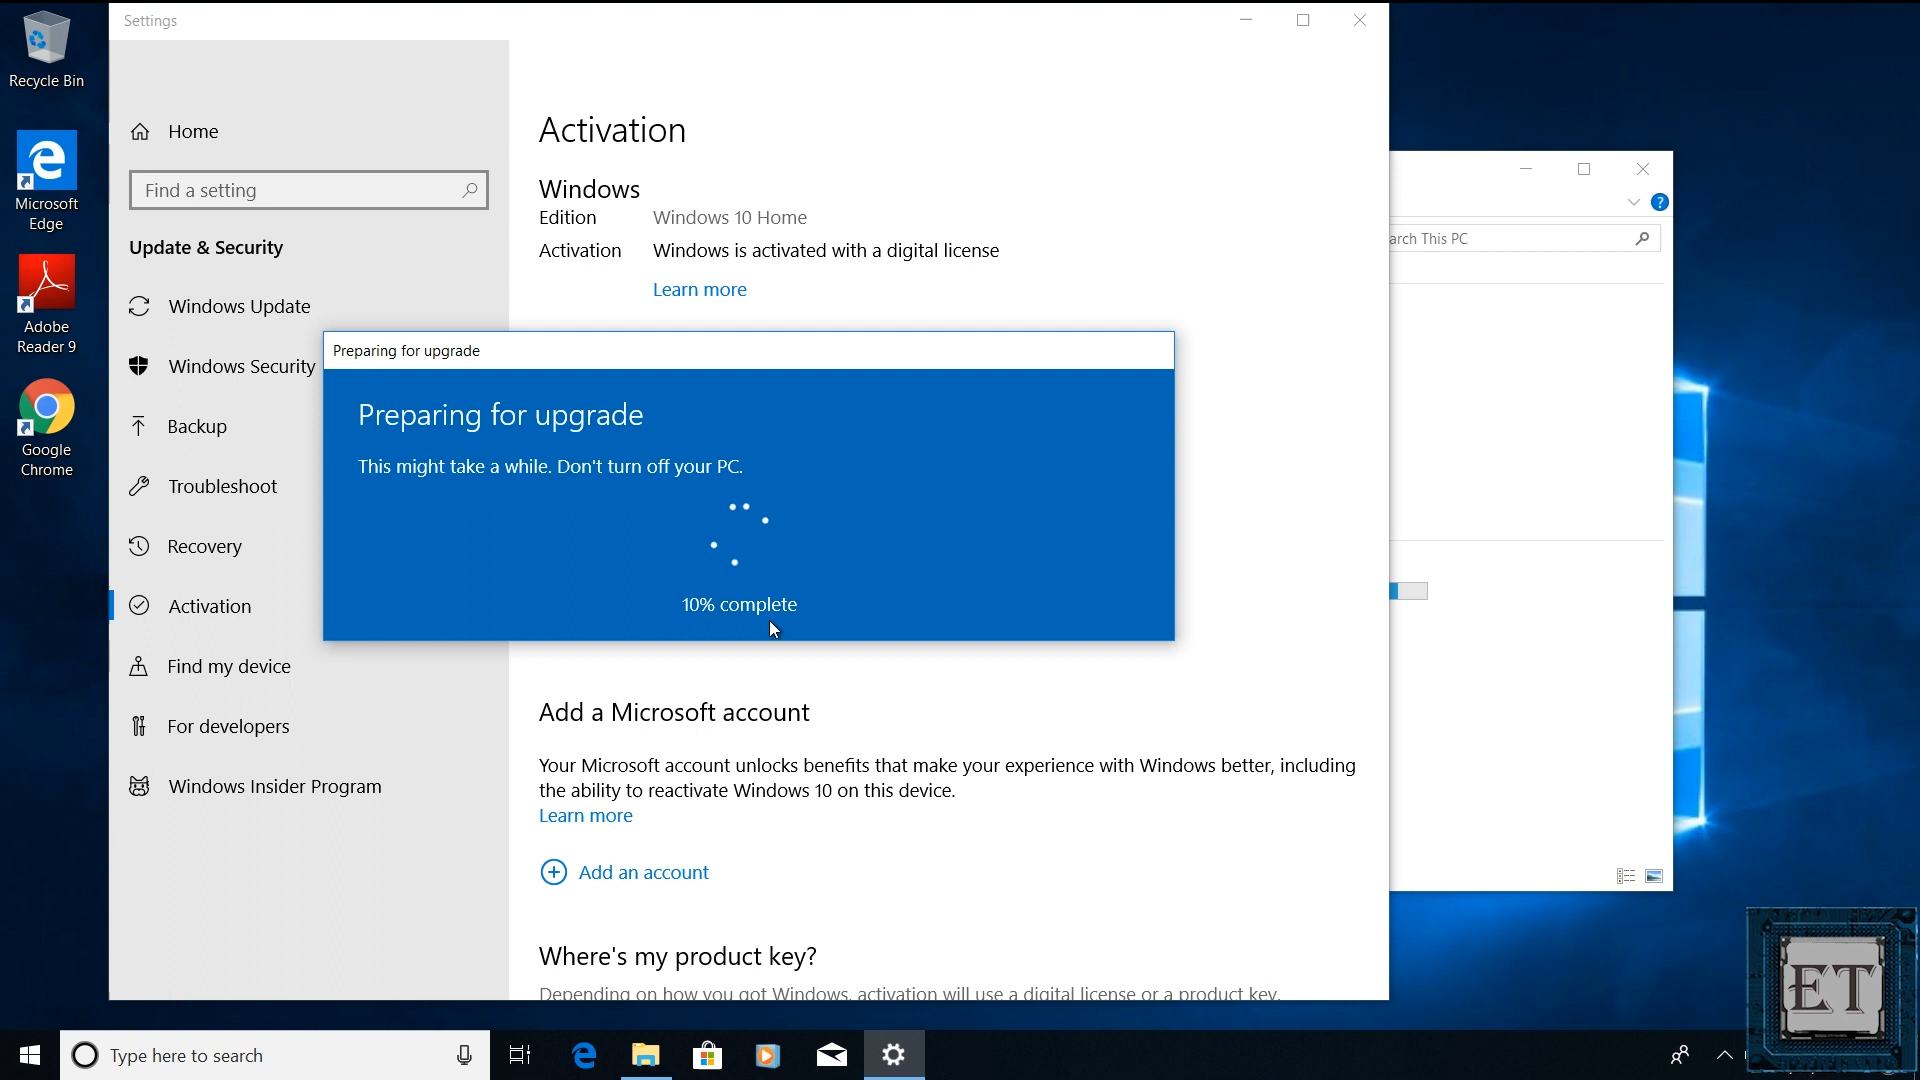 Settings
Recycle Bin
Microsoft
Edge
Adobe
Reader 9
Google
Chrome
Home
Find a setting
Update & Security
Windows Update
Windows Security
Backup
Troubleshoot
Recovery
Activation
Find my device
For developers
Windows Insider Program
Activation
Windows
Edition Windows 10 Home
Activation Windows is activated with a digital license
Learn more
Preparing for upgrade
Preparing for upgrade
This might take a while. Don't turn off your PC.
10% complete
Add a Microsoft account
Your Microsoft account unlocks benefits that make your experience with Windows better, including
the ability to reactivate Windows 10 on this device.
Learn more
Add an account
Where's my product key?
Depending on how you got Windows, activation will use a digital license or a product key.
?
arch This PC
Type here to search
ET